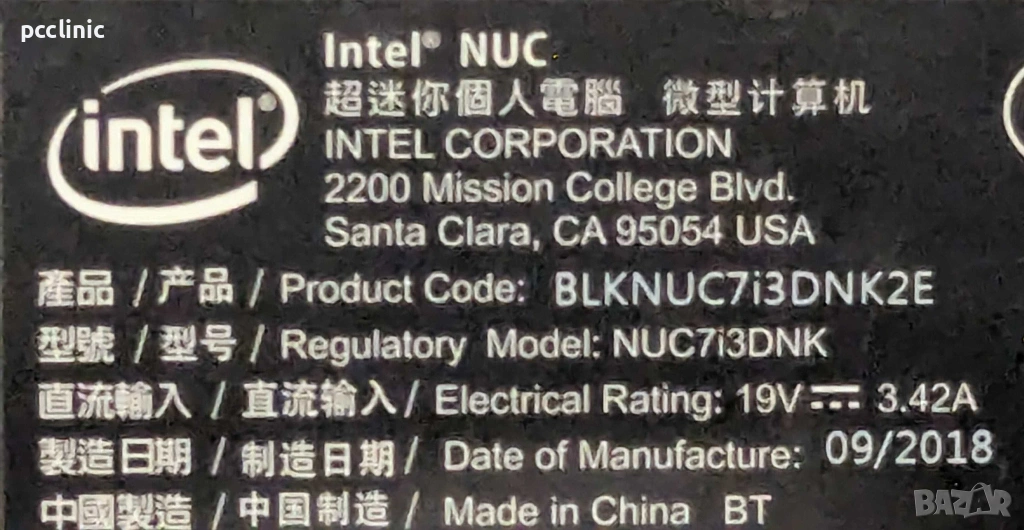 pcclinic
intel®
Intel® NUC
超迷你個人電腦 微型计算机
INTEL CORPORATION
2200 Mission College Blvd.
Santa Clara, CA 95054 USA
產品 / 产品 / Product Code: BLKNUC7i3DNK2E
型號 / 型号 / Regulatory Model: NUC7i3DNK
直流輸入 / 直流输入 / Electrical Rating: 19V⎓ 3.42A
製造日期 / 制造日期 / Date of Manufacture: 09/2018
中國製造 / 中国制造 / Made in China BT
BAZAR